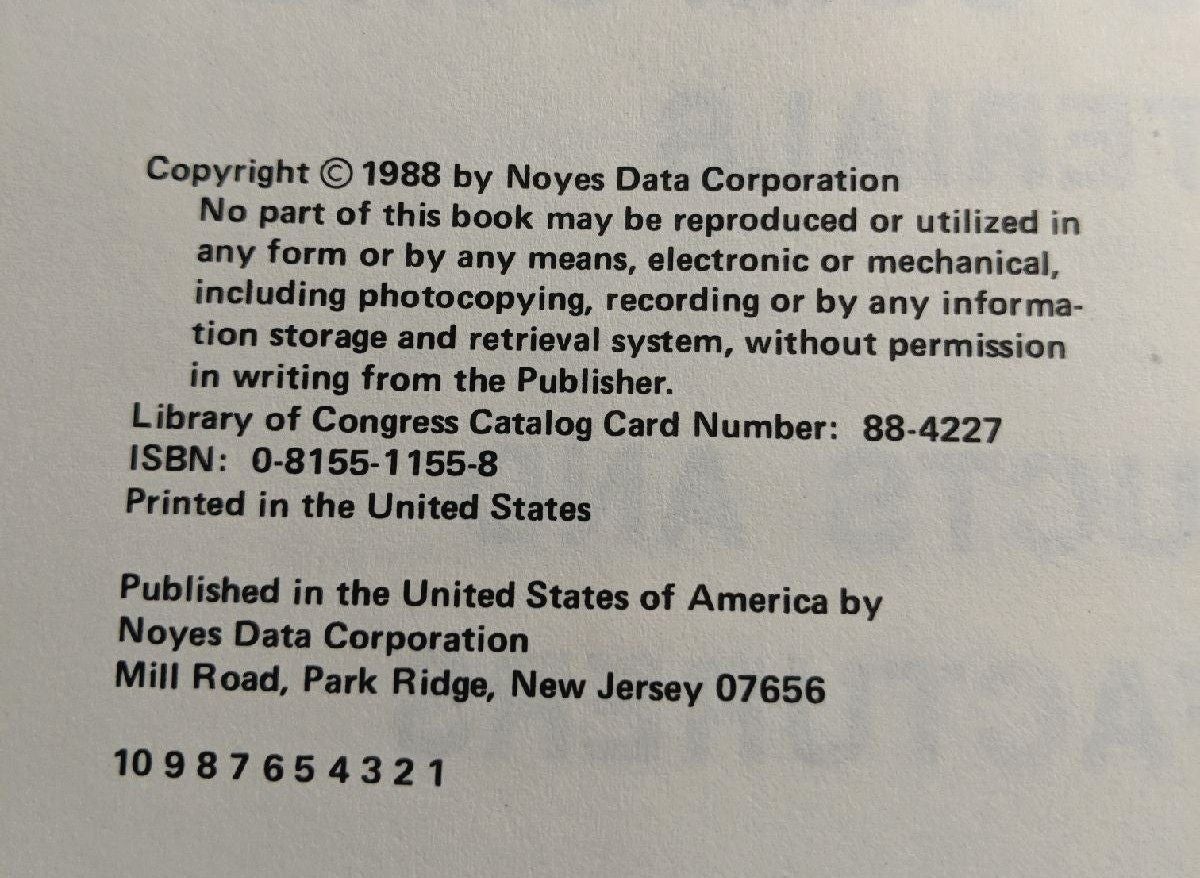 Copyright © 1988 by Noyes Data Corporation
No part of this book may be reproduced or utilized in
any form or by any means, electronic or mechanical,
including photocopying, recording or by any informa-
tion storage and retrieval system, without permission
in writing from the Publisher.
Library of Congress Catalog Card Number: 88-4227
ISBN: 0-8155-1155-8
Printed in the United States
Published in the United States of America by
Noyes Data Corporation
Mill Road, Park Ridge, New Jersey 07656
10 9 8 7 6 5 4 3 2 1